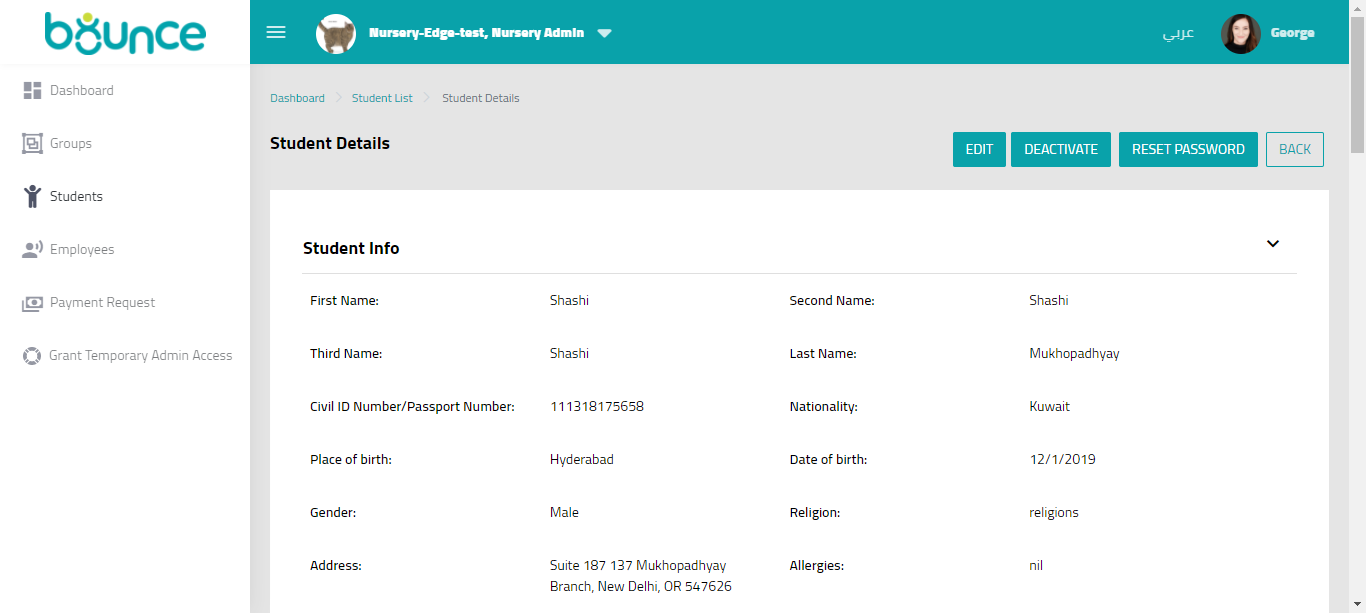 bounce
Nursery-Edge-test, Nursery Admin
عربي
George
Dashboard
Groups
Students
Employees
Payment Request
Grant Temporary Admin Access
Dashboard > Student List > Student Details
Student Details
EDIT
DEACTIVATE
RESET PASSWORD
BACK
Student Info
First Name: Shashi Second Name: Shashi
Third Name: Shashi Last Name: Mukhopadhyay
Civil ID Number/Passport Number: 111318175658 Nationality: Kuwait
Place of birth: Hyderabad Date of birth: 12/1/2019
Gender: Male Religion: religions
Address: Suite 187 137 Mukhopadhyay Allergies: nil
Branch, New Delhi, OR 547626